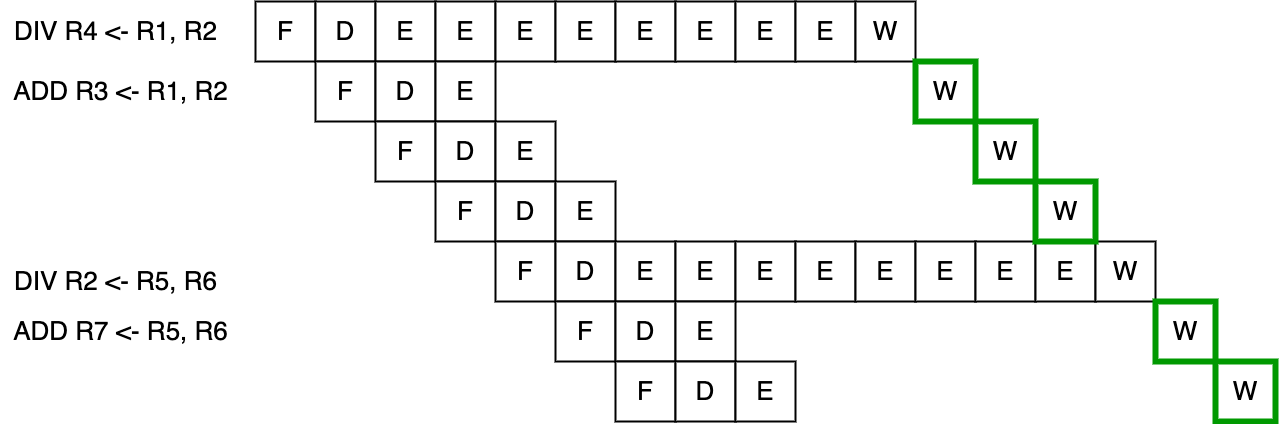 DIV R4 <- R1, R2 F D E E E E E E E E W
ADD R3 <- R1, R2 F D E W
F D E W
F D E W
DIV R2 <- R5, R6 F D E E E E E E E E W
ADD R7 <- R5, R6 F D E W
F D E W